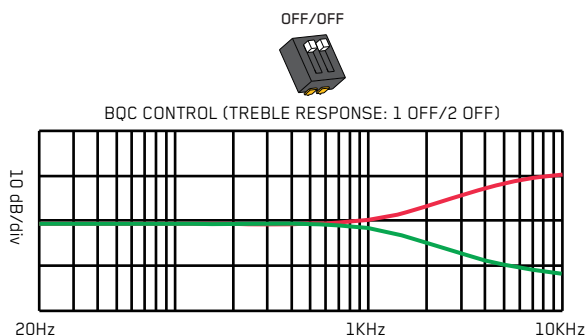 OFF/OFF
BQC CONTROL (TREBLE RESPONSE: 1 OFF/2 OFF)
10 dB/div
20Hz 1KHz 10KHz